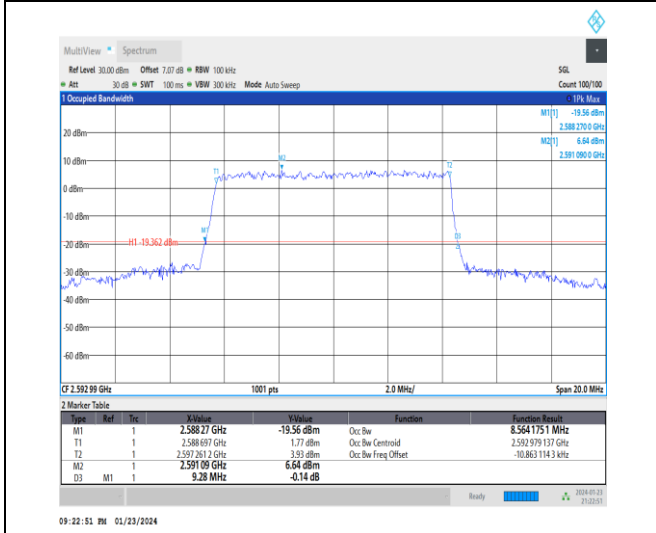 MultiView Spectrum
Ref Level 30.00 dBm Offset 7.07 dB RBW 100 kHz SGL
Att 30 dB SWT 100 ms VBW 300 kHz Mode Auto Sweep Count 100/100
1 Occupied Bandwidth 1Pk Max
M1[1] -19.56 dBm
2.588 270 0 GHz
M2[1] 6.64 dBm
2.591 090 0 GHz
20 dBm
10 dBm
M2
T1
T2
0 dBm
-10 dBm
M1
D3
-20 dBm
H1 -19.362 dBm
-30 dBm
-40 dBm
-50 dBm
-60 dBm
CF 2.592 99 GHz 1001 pts 2.0 MHz/ Span 20.0 MHz
2 Marker Table
Type Ref Trc X-Value Y-Value Function Function Result
M1 1 2.588 27 GHz -19.56 dBm Occ Bw 8.564 175 1 MHz
T1 1 2.588 697 GHz 1.77 dBm Occ Bw Centroid 2.592 979 137 GHz
T2 1 2.597 261 2 GHz 3.93 dBm Occ Bw Freq Offset -10.863 114 3 kHz
M2 1 2.591 09 GHz 6.64 dBm
D3 M1 1 9.28 MHz -0.14 dB
Ready 2024-01-23
21:22:51
09:22:51 PM 01/23/2024